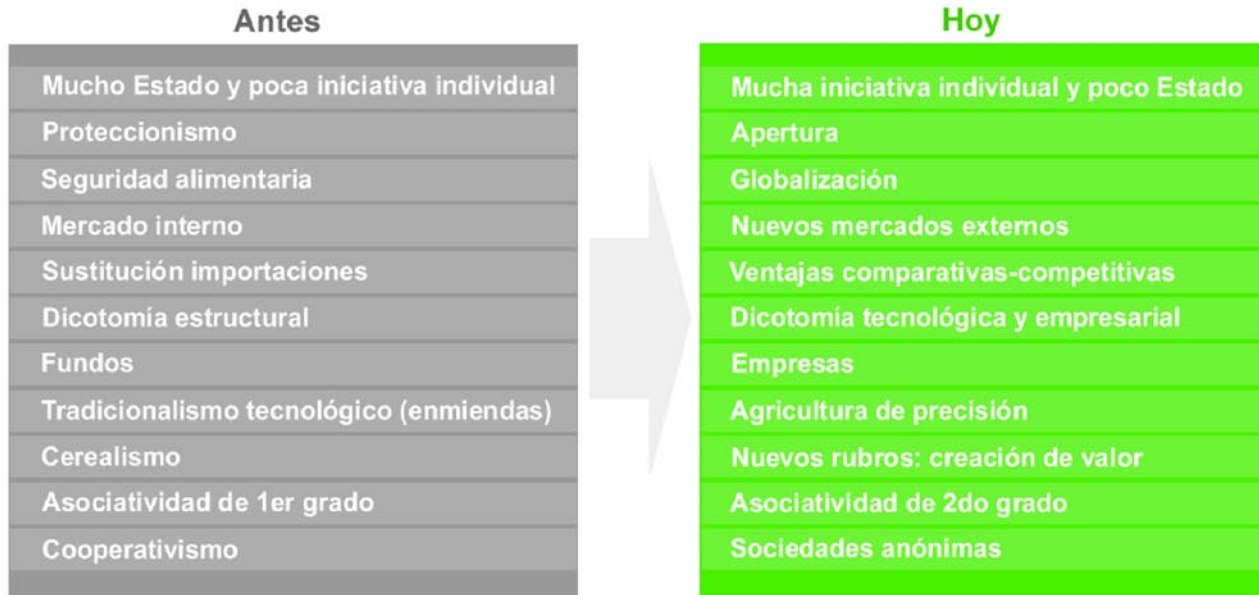 Antes
Mucho Estado y poca iniciativa individual
Proteccionismo
Seguridad alimentaria
Mercado interno
Sustitución importaciones
Dicotomía estructural
Fundos
Tradicionalismo tecnológico (enmiendas)
Cerealismo
Asociatividad de 1er grado
Cooperativismo
Hoy
Mucha iniciativa individual y poco Estado
Apertura
Globalización
Nuevos mercados externos
Ventajas comparativas-competitivas
Dicotomía tecnológica y empresarial
Empresas
Agricultura de precisión
Nuevos rubros: creación de valor
Asociatividad de 2do grado
Sociedades anónimas